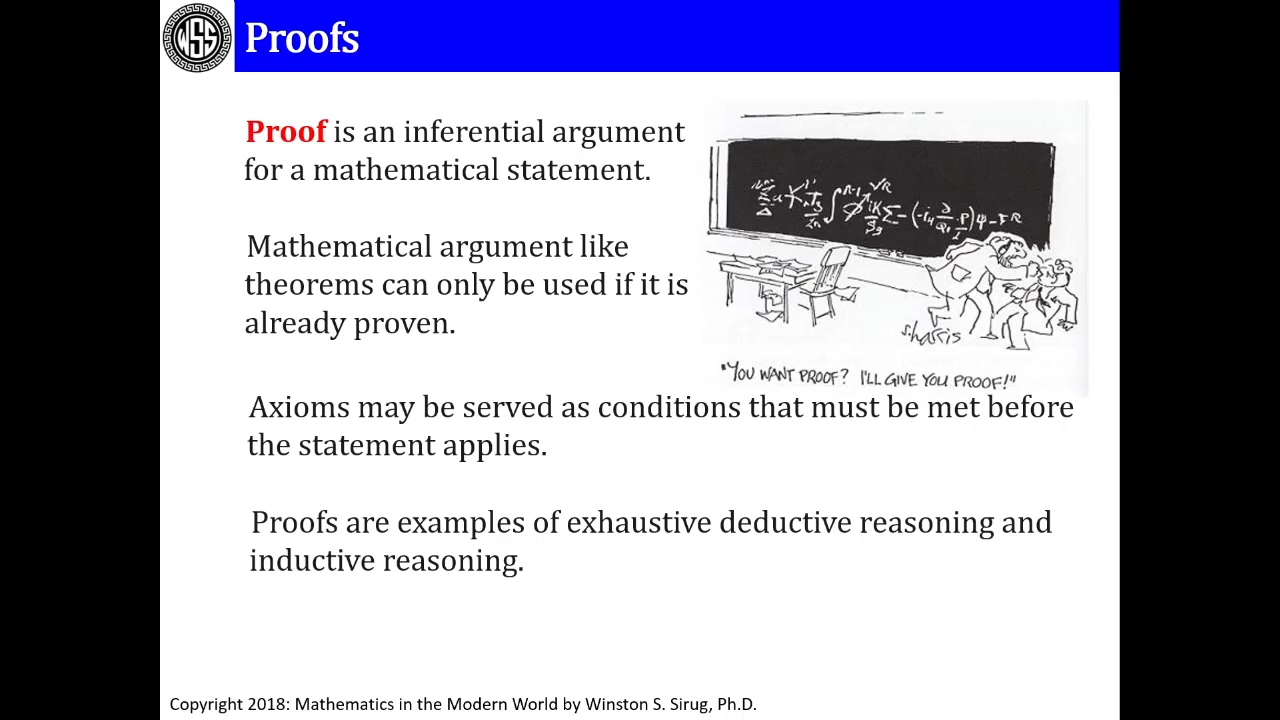 WSS
Proofs
Proof is an inferential argument
for a mathematical statement.
Mathematical argument like
theorems can only be used if it is
already proven.
S. Harris
"YOU WANT PROOF? I'LL GIVE YOU PROOF!"
Axioms may be served as conditions that must be met before
the statement applies.
Proofs are examples of exhaustive deductive reasoning and
inductive reasoning.
Copyright 2018: Mathematics in the Modern World by Winston S. Sirug, Ph.D.